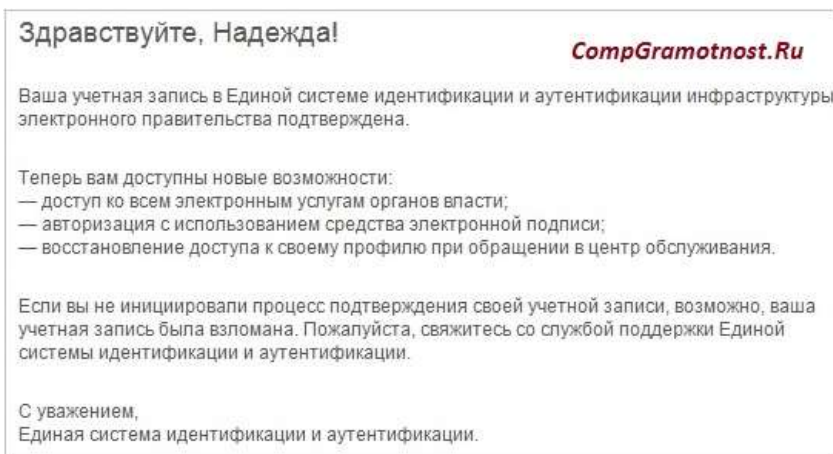 Здравствуйте, Надежда!
CompGramotnost.Ru
Ваша учетная запись в Единой системе идентификации и аутентификации инфраструктуры
электронного правительства подтверждена.
Теперь вам доступны новые возможности:
— доступ ко всем электронным услугам органов власти;
— авторизация с использованием средства электронной подписи;
— восстановление доступа к своему профилю при обращении в центр обслуживания.
Если вы не инициировали процесс подтверждения своей учетной записи, возможно, ваша
учетная запись была взломана. Пожалуйста, свяжитесь со службой поддержки Единой
системы идентификации и аутентификации.
С уважением,
Единая система идентификации и аутентификации.